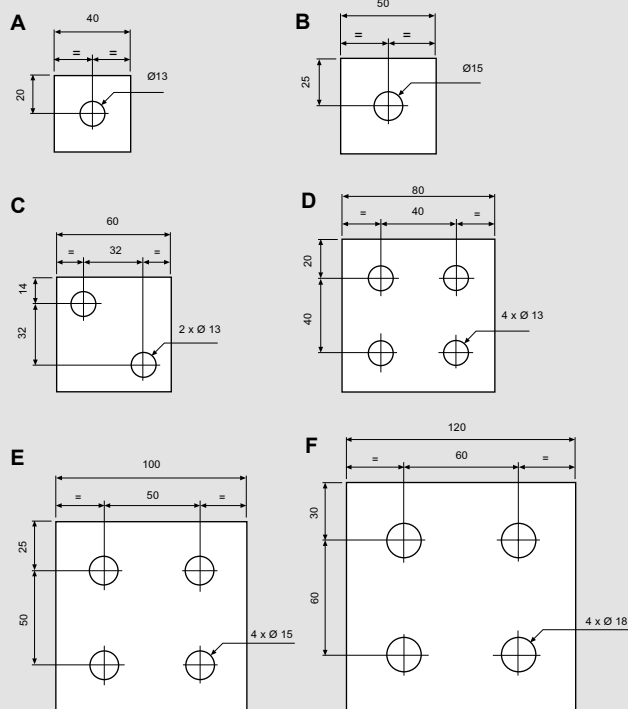 A
40
= =
20
Ø13
B
50
= =
25
Ø15
C
60
= 32 =
14
32
2 x Ø 13
D
80
= 40 =
20
40
4 x Ø 13
E
100
= 50 =
25
50
4 x Ø 15
F
120
= 60 =
30
60
4 x Ø 18